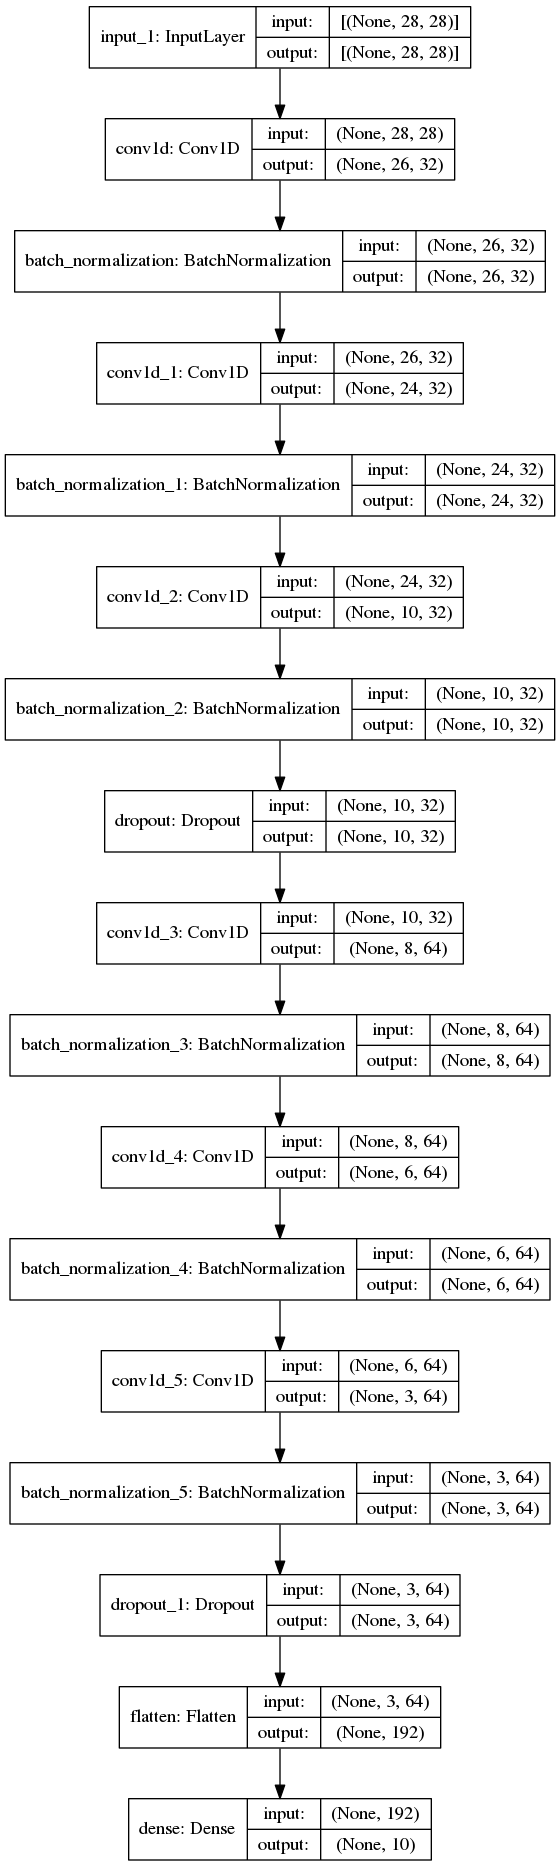 input_1: InputLayer
input: [(None, 28, 28)]
output: [(None, 28, 28)]
conv1d: Conv1D
input: (None, 28, 28)
output: (None, 26, 32)
batch_normalization: BatchNormalization
input: (None, 26, 32)
output: (None, 26, 32)
conv1d_1: Conv1D
input: (None, 26, 32)
output: (None, 24, 32)
batch_normalization_1: BatchNormalization
input: (None, 24, 32)
output: (None, 24, 32)
conv1d_2: Conv1D
input: (None, 24, 32)
output: (None, 10, 32)
batch_normalization_2: BatchNormalization
input: (None, 10, 32)
output: (None, 10, 32)
dropout: Dropout
input: (None, 10, 32)
output: (None, 10, 32)
conv1d_3: Conv1D
input: (None, 10, 32)
output: (None, 8, 64)
batch_normalization_3: BatchNormalization
input: (None, 8, 64)
output: (None, 8, 64)
conv1d_4: Conv1D
input: (None, 8, 64)
output: (None, 6, 64)
batch_normalization_4: BatchNormalization
input: (None, 6, 64)
output: (None, 6, 64)
conv1d_5: Conv1D
input: (None, 6, 64)
output: (None, 3, 64)
batch_normalization_5: BatchNormalization
input: (None, 3, 64)
output: (None, 3, 64)
dropout_1: Dropout
input: (None, 3, 64)
output: (None, 3, 64)
flatten: Flatten
input: (None, 3, 64)
output: (None, 192)
dense: Dense
input: (None, 192)
output: (None, 10)